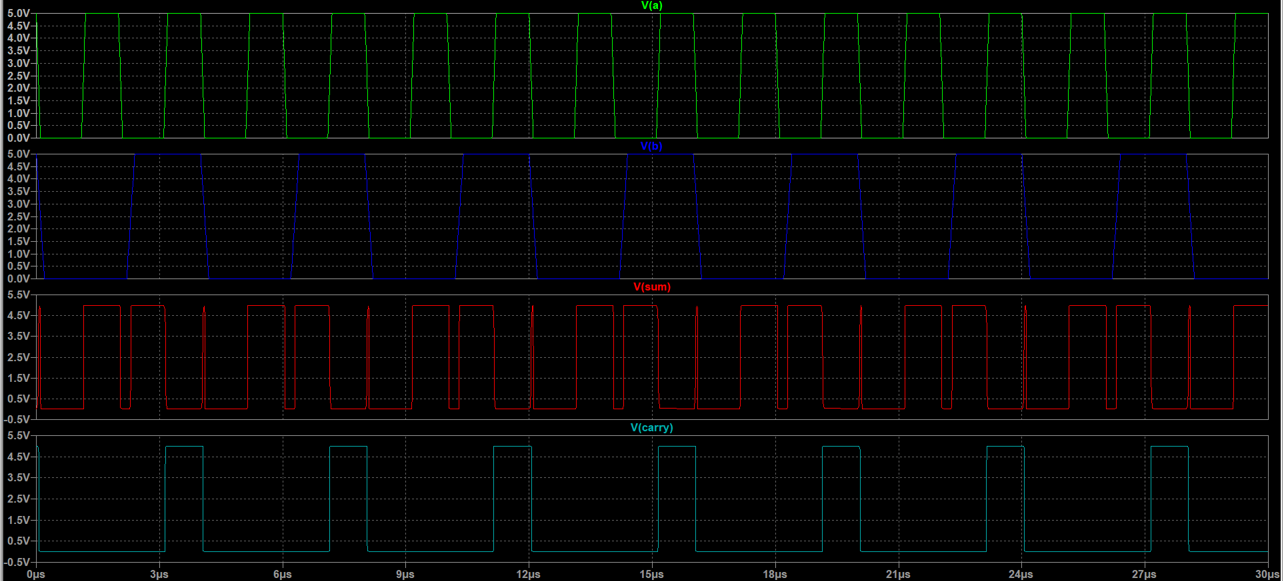 V(a)
5.0V
4.5V
4.0V
3.5V
3.0V
2.5V
2.0V
1.5V
1.0V
0.5V
0.0V
V(b)
5.0V
4.5V
4.0V
3.5V
3.0V
2.5V
2.0V
1.5V
1.0V
0.5V
0.0V
V(sum)
5.5V
4.5V
3.5V
2.5V
1.5V
0.5V
-0.5V
V(carry)
5.5V
4.5V
3.5V
2.5V
1.5V
0.5V
-0.5V
0µs 3µs 6µs 9µs 12µs 15µs 18µs 21µs 24µs 27µs 30µs